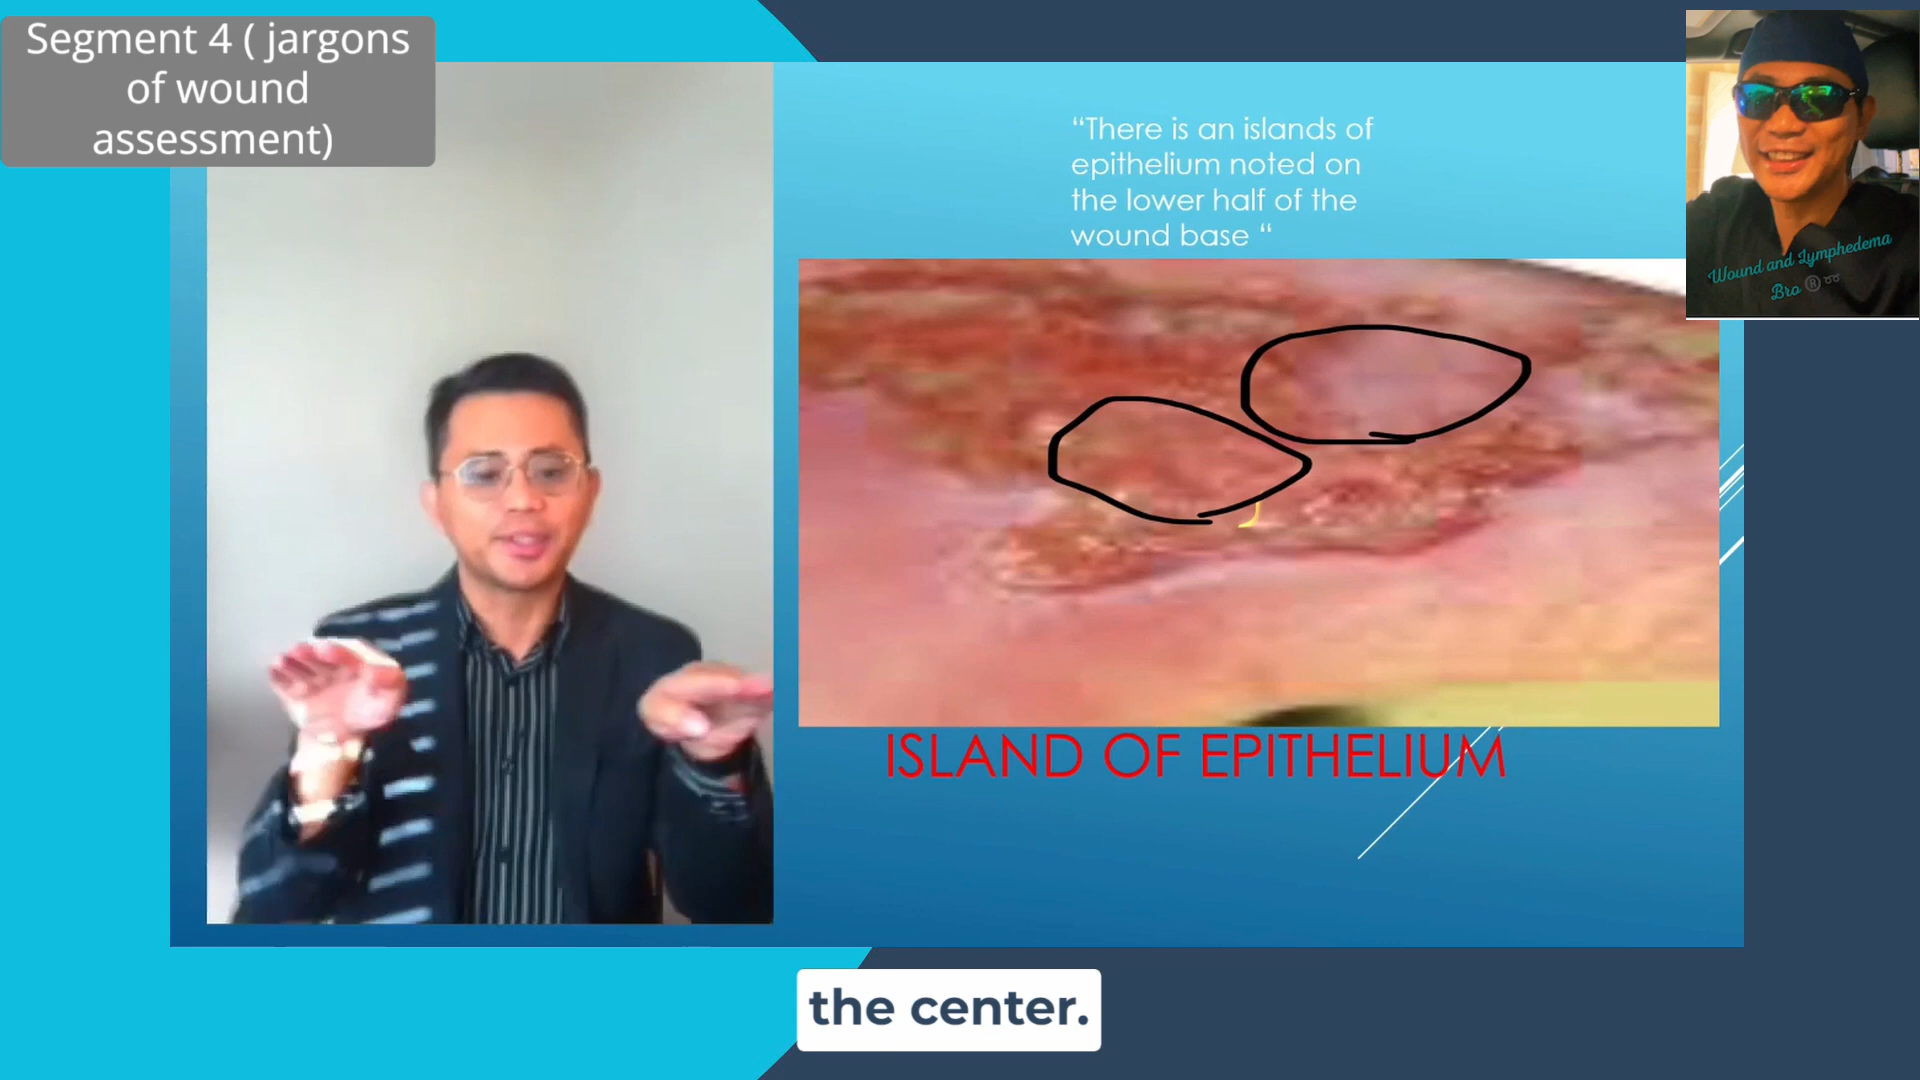 Segment 4 ( jargons
of wound
assessment)
“There is an islands of
epithelium noted on
the lower half of the
wound base “
Wound and Lymphedema
Bro ®
ISLAND OF EPITHELIUM
the center.